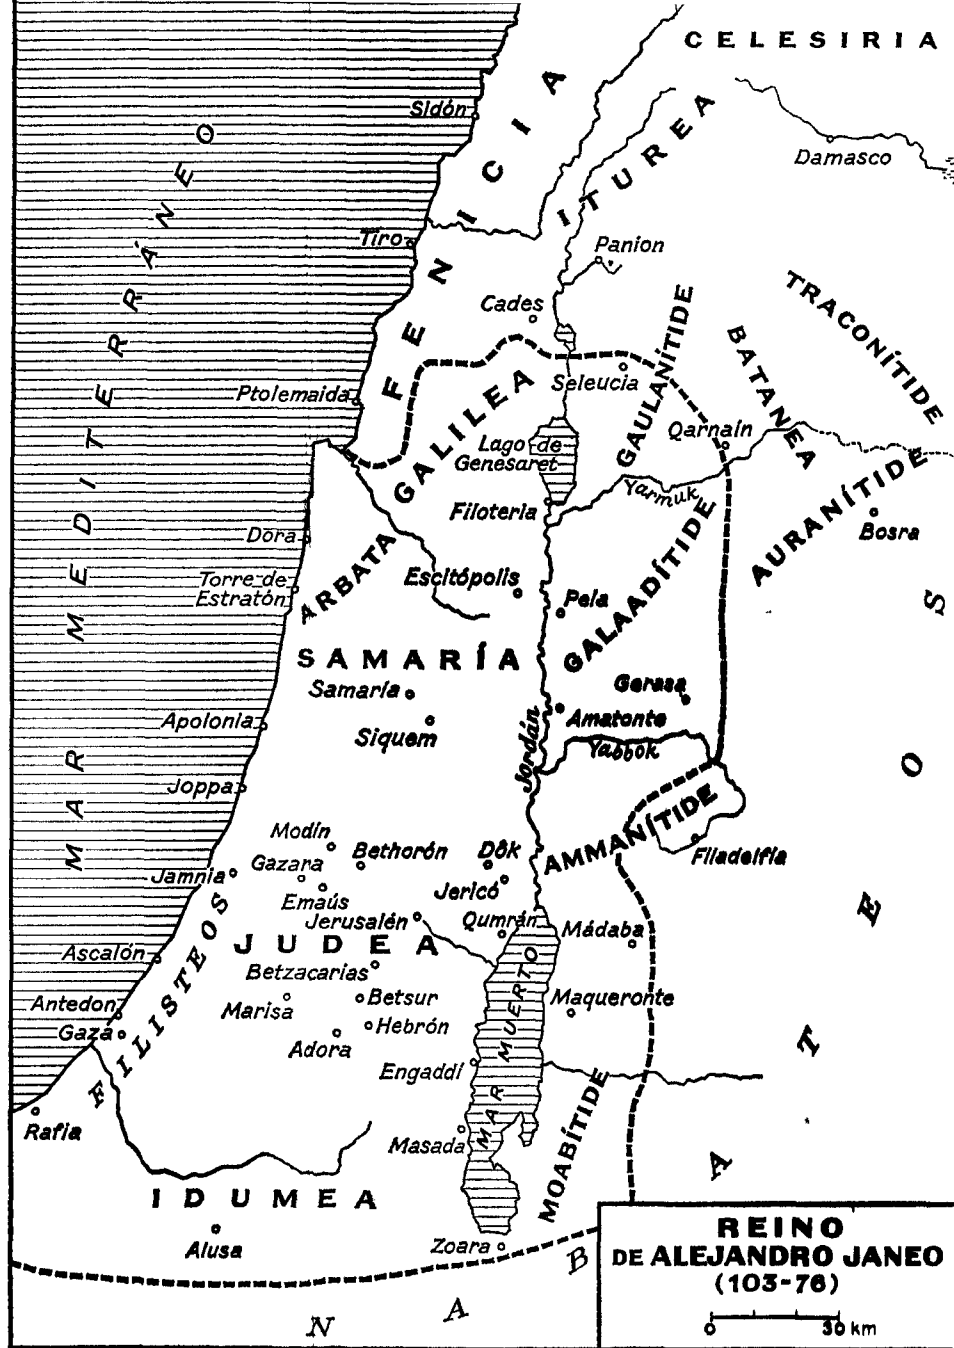 CELESIRIA
Sidón
FENICIA
ITUREA
Damasco
MAR MEDITERRÁNEO
Tiro
Panion
Cades
TRACONÍTIDE
BATANEA
GAULANÍTIDE
Seleucia
Ptolemaida
GALILEA
Qarnaín
Lago de
Genesaret
Yarmuk
Filoteria
AURANÍTIDE
Bosra
Dora
ARBATA
Torre de
Estratón
Escitópolis
Pela
GALAADÍTIDE
SAMARÍA
Samaría
Gerasa
Amatonte
Siquem
Jordán
Yabbok
Apolonia
Joppa
AMMANÍTIDE
Filadelfia
Modín
Bethorón
Dôk
Gazara
Jamnia
Emaús
Jericó
Jerusalén
Qumrán
Mádaba
JUDEA
FILISTEOS
Ascalón
Betzacarias
Antedon
Marisa
Betsur
Maqueronte
Gaza
Hebrón
Adora
MAR MUERTO
Engaddi
Rafia
Masada
MOABÍTIDE
IDUMEA
Alusa
Zoara
NABATEOS
REINO
DE ALEJANDRO JANEO
(103-76)
0 30 km